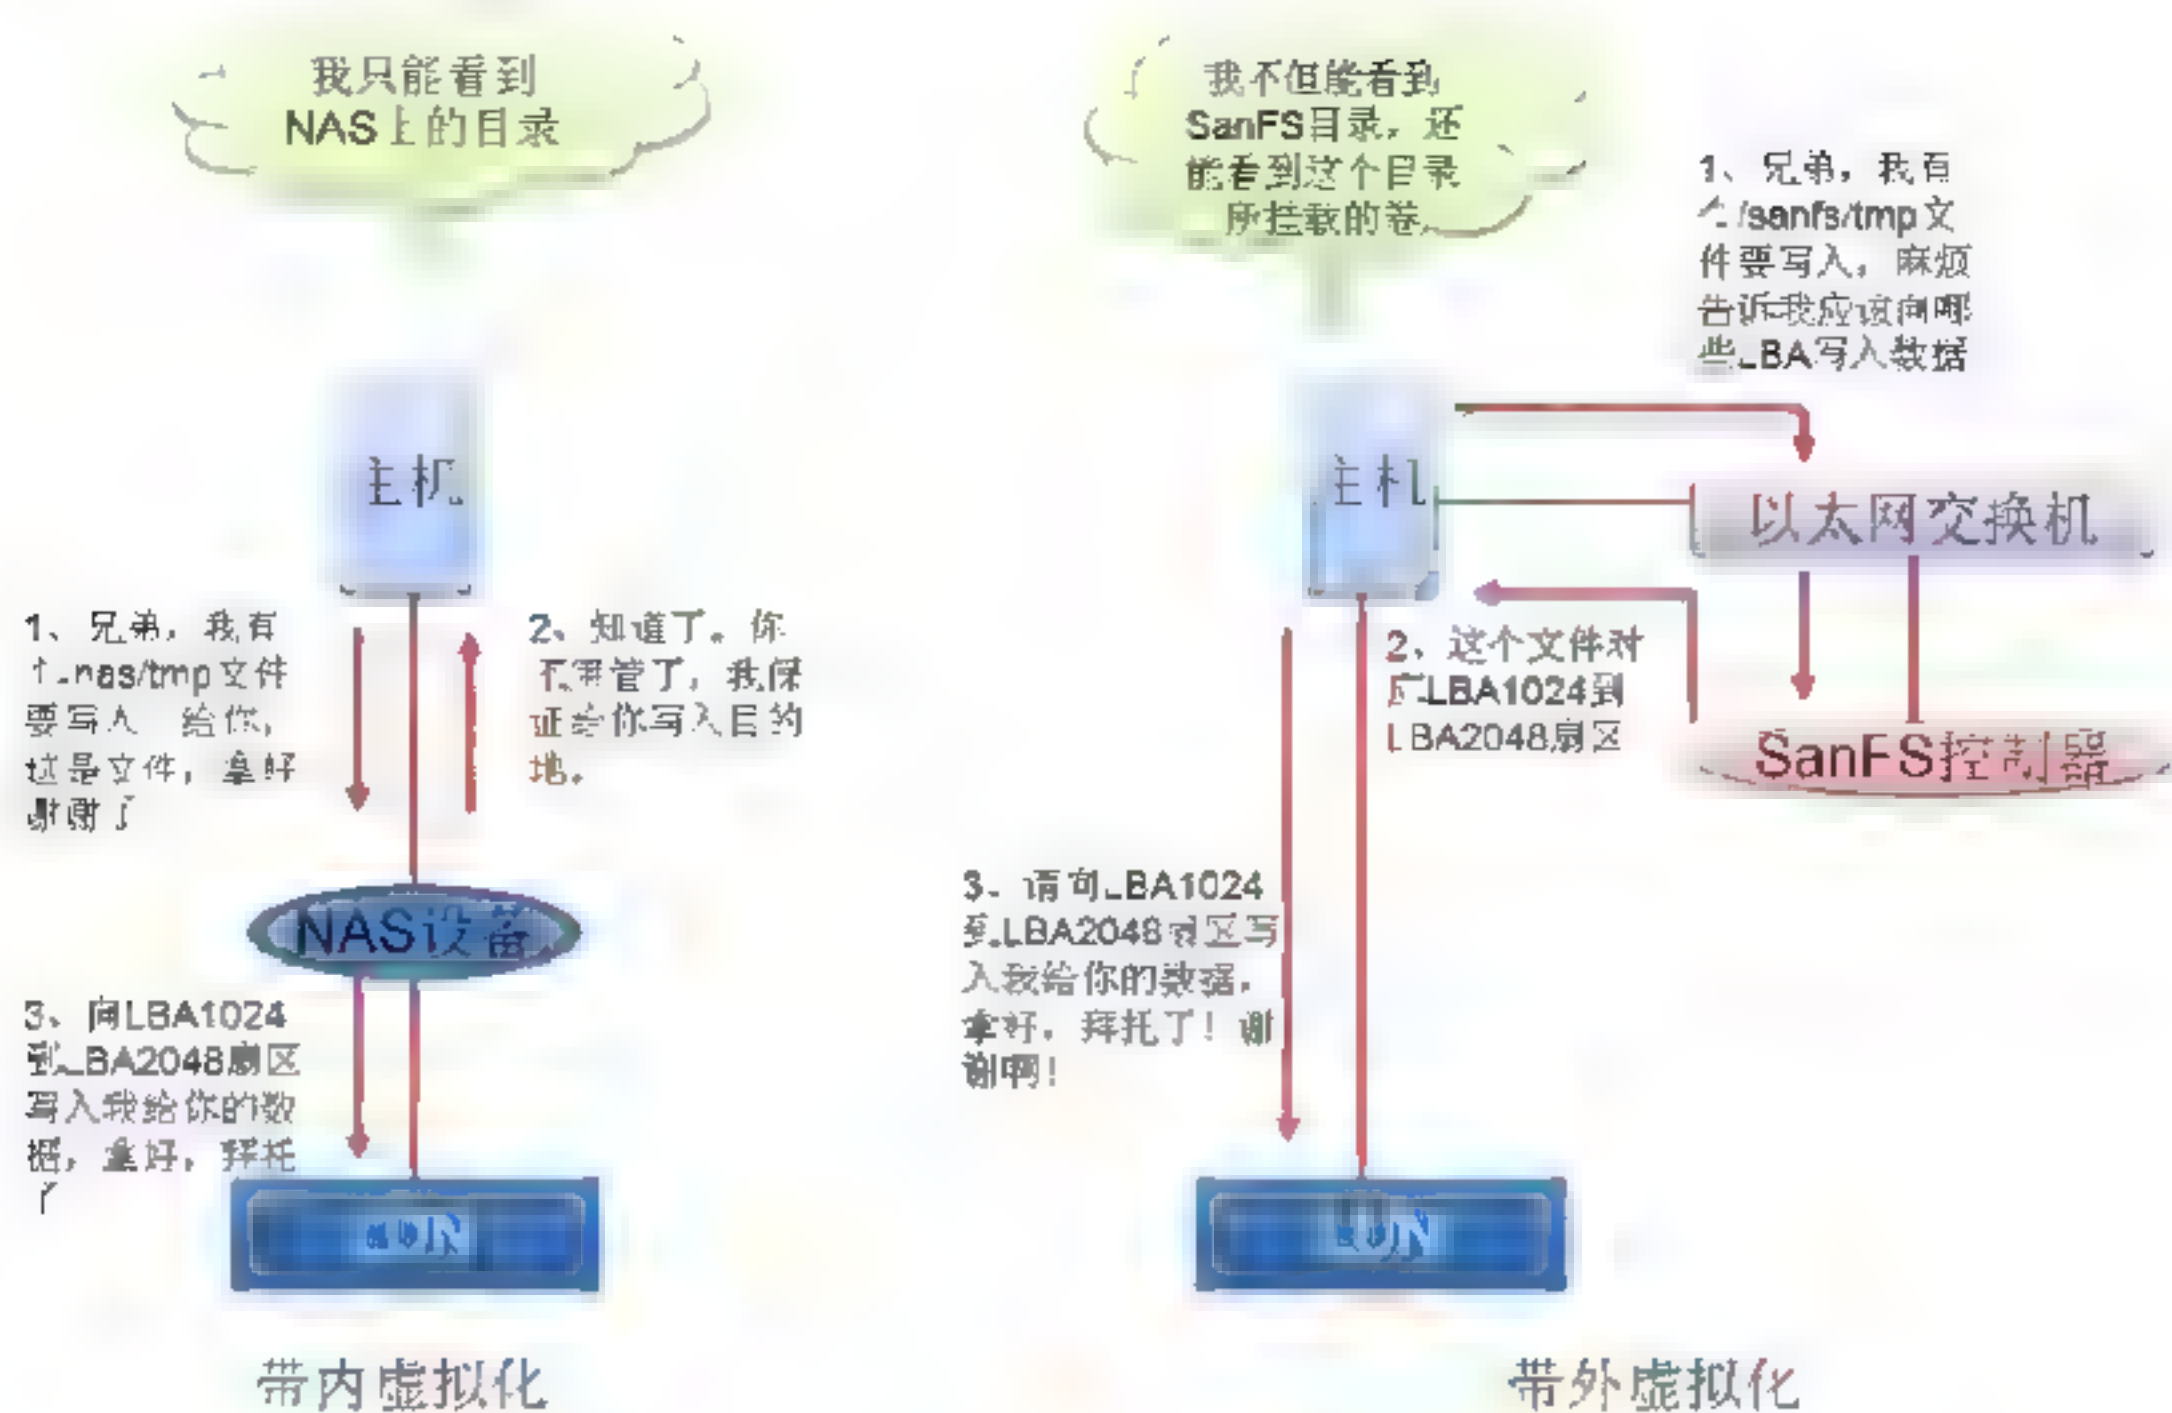 我只能看到
NAS上的目录
主机
1、兄弟，我有
个/nas/tmp文件
要写入 给你，
这是文件，拿好
谢谢了
2、知道了。你
不用管了，我保
证给你写入目的
地。
NAS设备
3、向LBA1024
到LBA2048扇区
写入我给你的数
据，拿好，拜托
了
带内虚拟化
我不但能看到
SanFS目录，还
能看到这个目录
所挂载的卷
主机
1、兄弟，我有
个/sanfs/tmp文
件要写入，麻烦
告诉我应该向哪
些LBA写入数据
以太网交换机
2、这个文件对
应LBA1024到
LBA2048扇区
SanFS控制器
3、请向LBA1024
到LBA2048扇区写
入我给你的数据，
拿好，拜托了！谢
谢啊！
带外虚拟化